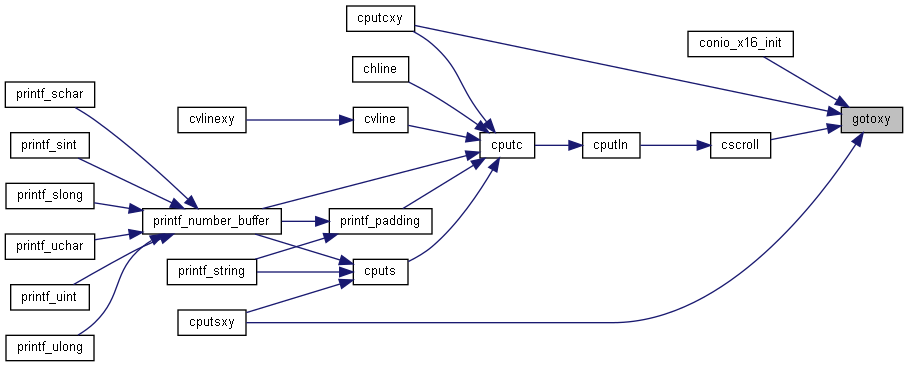 cputcxy
conio_x16_init
chline
printf_schar
cvlinexy
cvline
gotoxy
printf_sint
cputc
cputln
cscroll
printf_slong
printf_number_buffer
printf_padding
printf_uchar
printf_string
cputs
printf_uint
cputsxy
printf_ulong